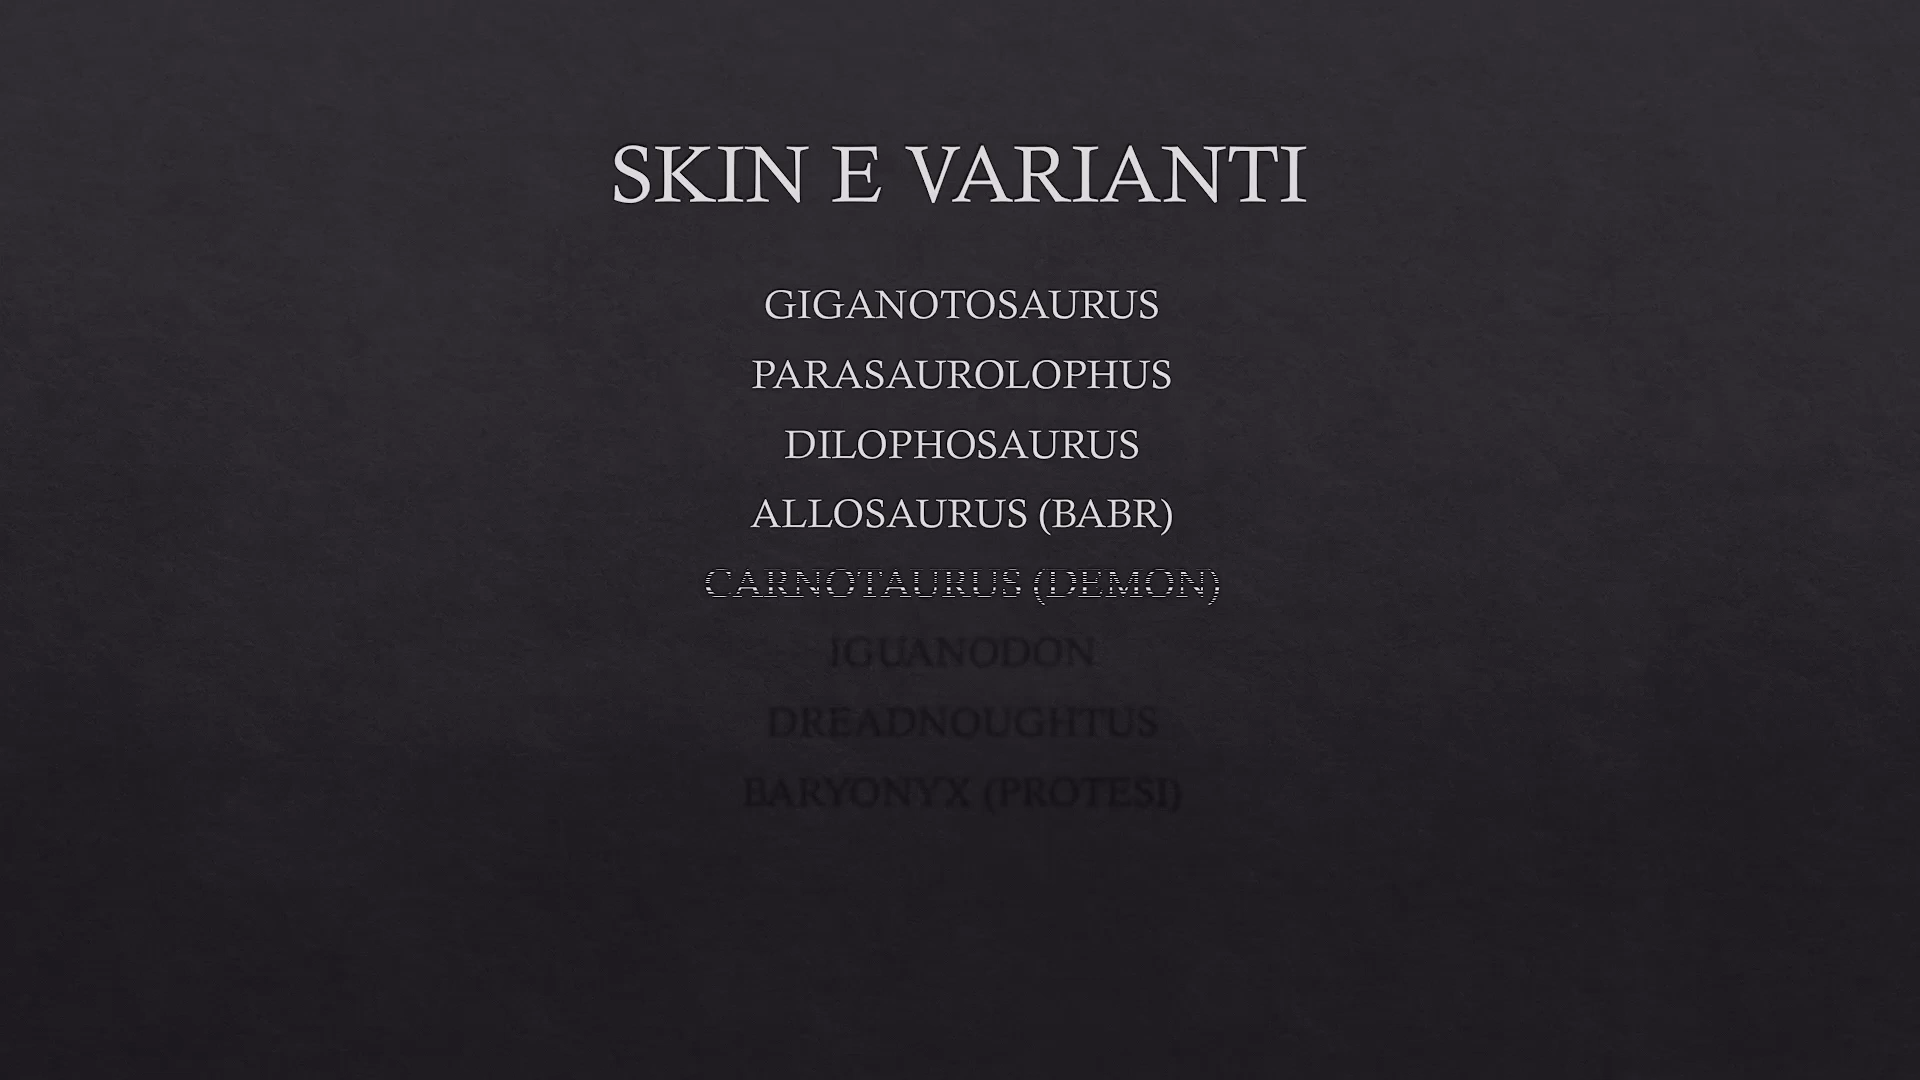 SKIN E VARIANTI
GIGANOTOSAURUS
PARASAUROLOPHUS
DILOPHOSAURUS
ALLOSAURUS (BABR)
CARNOTAURUS (DEMON)
IGUANODON
DREADNOUGHTUS
BARYONYX (PROTESI)